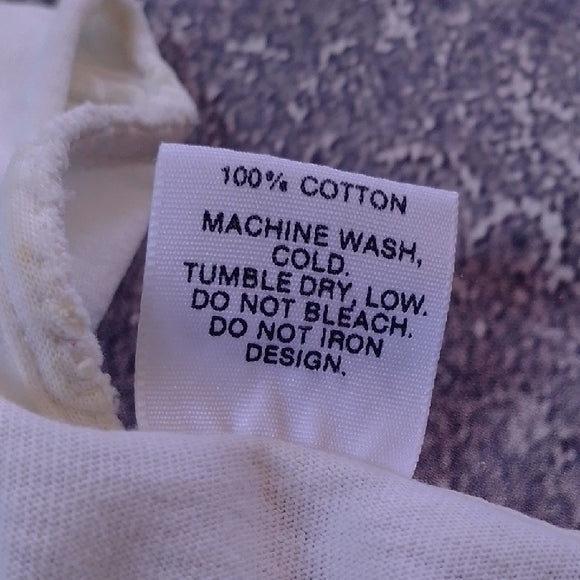 100% COTTON
MACHINE WASH,
COLD.
TUMBLE DRY, LOW.
DO NOT BLEACH.
DO NOT IRON
DESIGN.